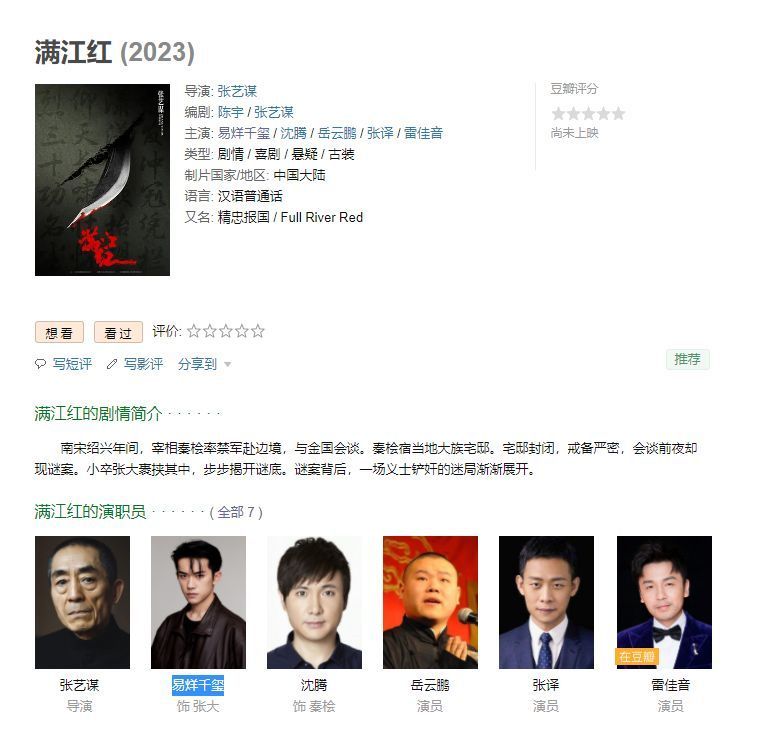 满江红 (2023)
导演: 张艺谋
编剧: 陈宇 / 张艺谋
主演: 易烊千玺 / 沈腾 / 岳云鹏 / 张译 / 雷佳音
类型: 剧情 / 喜剧 / 悬疑 / 古装
制片国家/地区: 中国大陆
语言: 汉语普通话
又名: 精忠报国 / Full River Red
豆瓣评分
尚未上映
张艺谋
满江红
想看 看过 评价:
写短评 写影评 分享到
推荐
满江红的剧情简介 · · · · · ·
南宋绍兴年间，宰相秦桧率禁军赴边境，与金国会谈。秦桧宿当地大族宅邸。宅邸封闭，戒备严密，会谈前夜却
现谜案。小卒张大裹挟其中，步步揭开谜底。谜案背后，一场义士铲奸的迷局渐渐展开。
满江红的演职员 · · · · · · ( 全部 7 )
在豆瓣
张艺谋 易烊千玺 沈腾 岳云鹏 张译 雷佳音
导演 饰 张大 饰 秦桧 演员 演员 演员